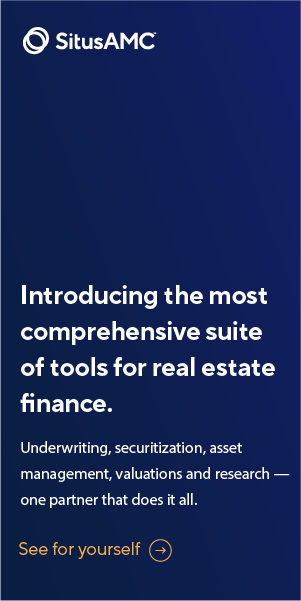 SitusAMC™
Introducing the most
comprehensive suite
of tools for real estate
finance.
Underwriting, securitization, asset
management, valuations and research —
one partner that does it all.
See for yourself